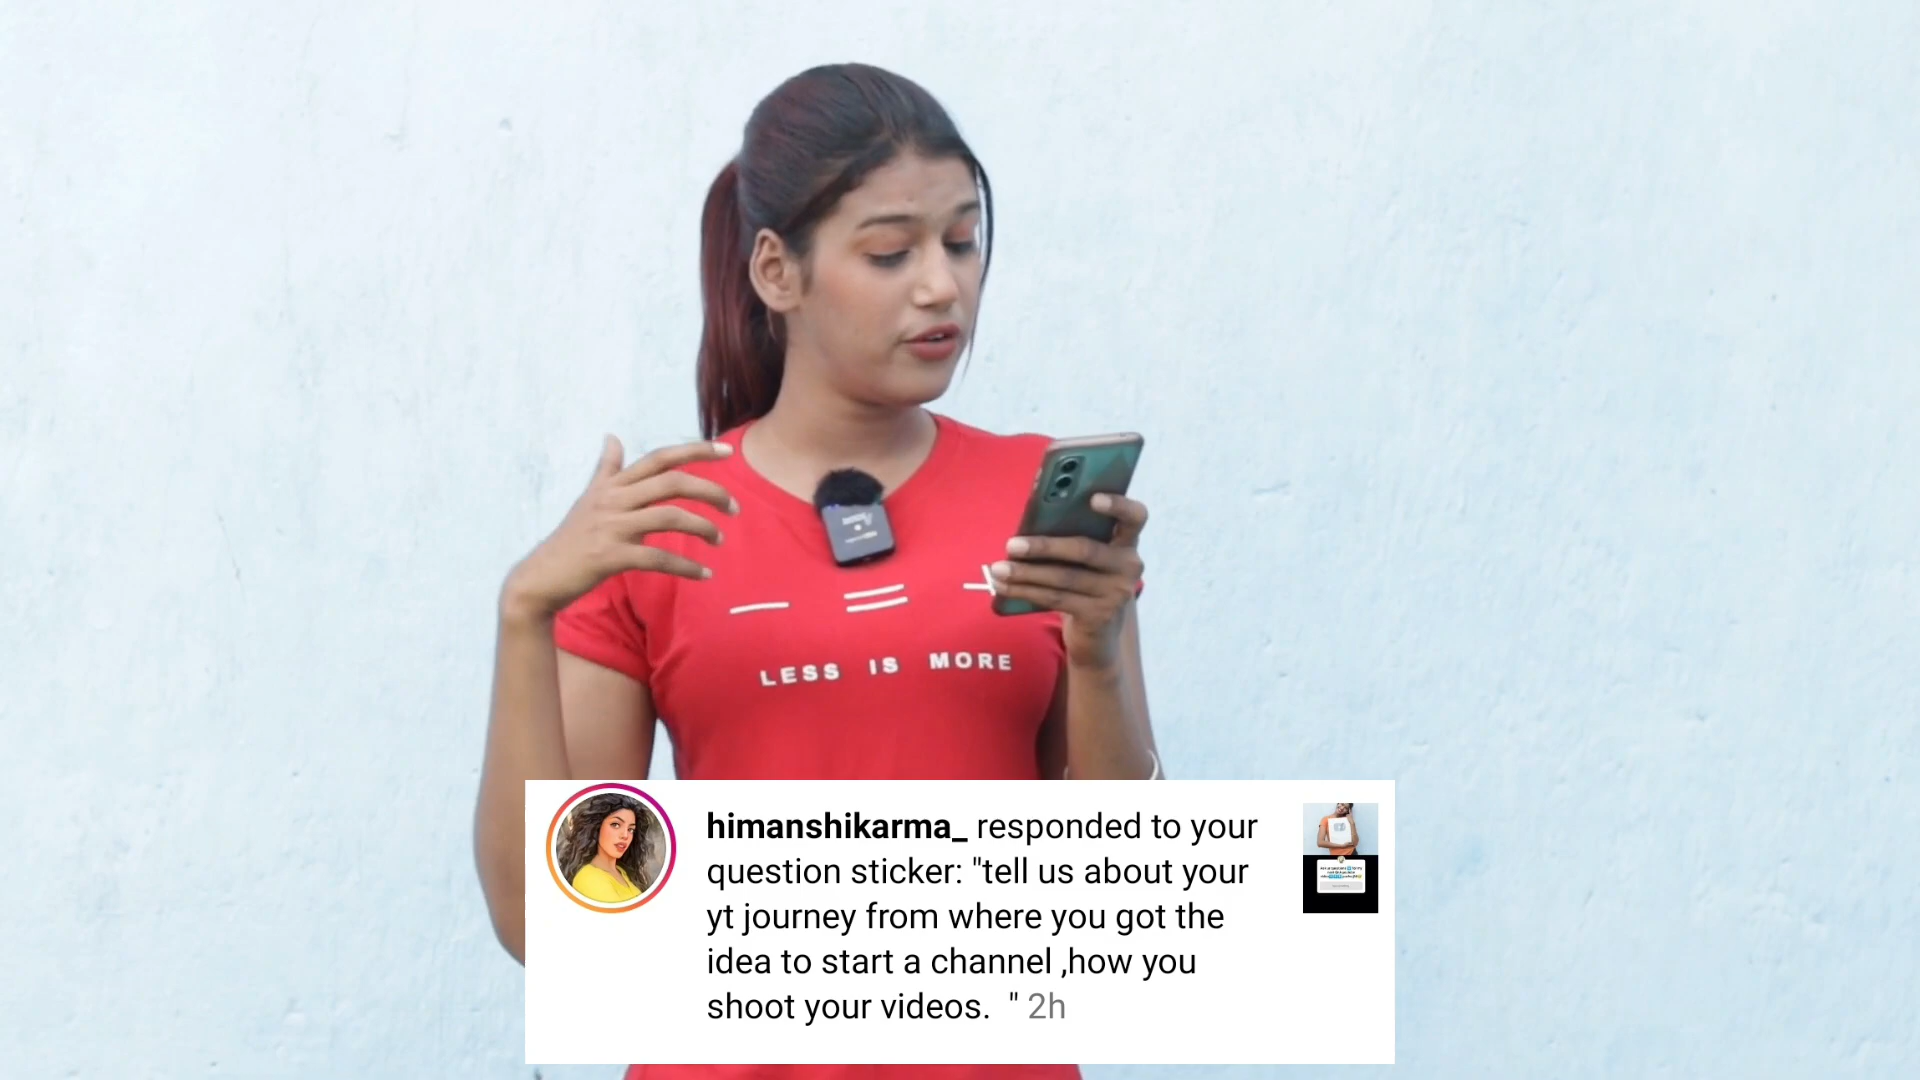 LESS IS MORE
himanshikarma_ responded to your
question sticker: "tell us about your
yt journey from where you got the
idea to start a channel ,how you
shoot your videos.  " 2h